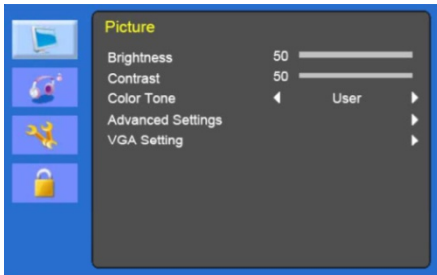 Picture
Brightness 50
Contrast 50
Color Tone User
Advanced Settings
VGA Setting